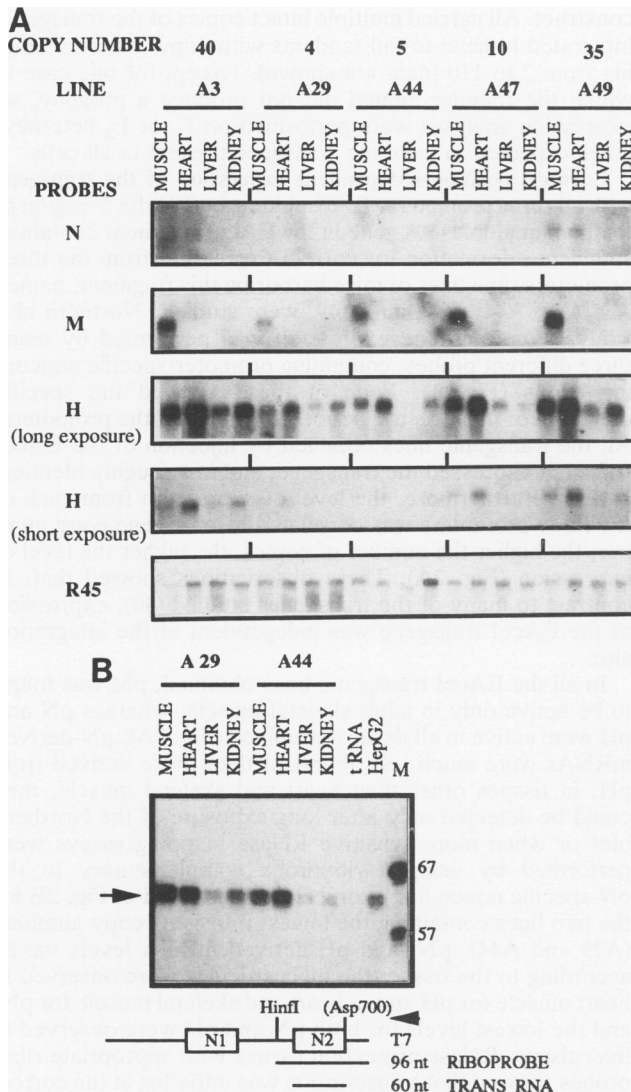 A
COPY NUMBER 40 5 10 35
LINE A3 A29 A44 A47 A49
MUSCLE HEART LIVER KIDNEY MUSCLE HEART LIVER KIDNEY MUSCLE HEART LIVER KIDNEY MUSCLE HEART LIVER KIDNEY MUSCLE HEART LIVER KIDNEY
PROBES
N
M
H
(long exposure)
H
(short exposure)
R45
B
A 29 A44
MUSCLE HEART LIVER KIDNEY MUSCLE HEART LIVER KIDNEY t RNA HepG2 M
67
57
HinfI (Asp700)
N1 N2 T7
96 nt RIBOPROBE
60 nt TRANS RNA